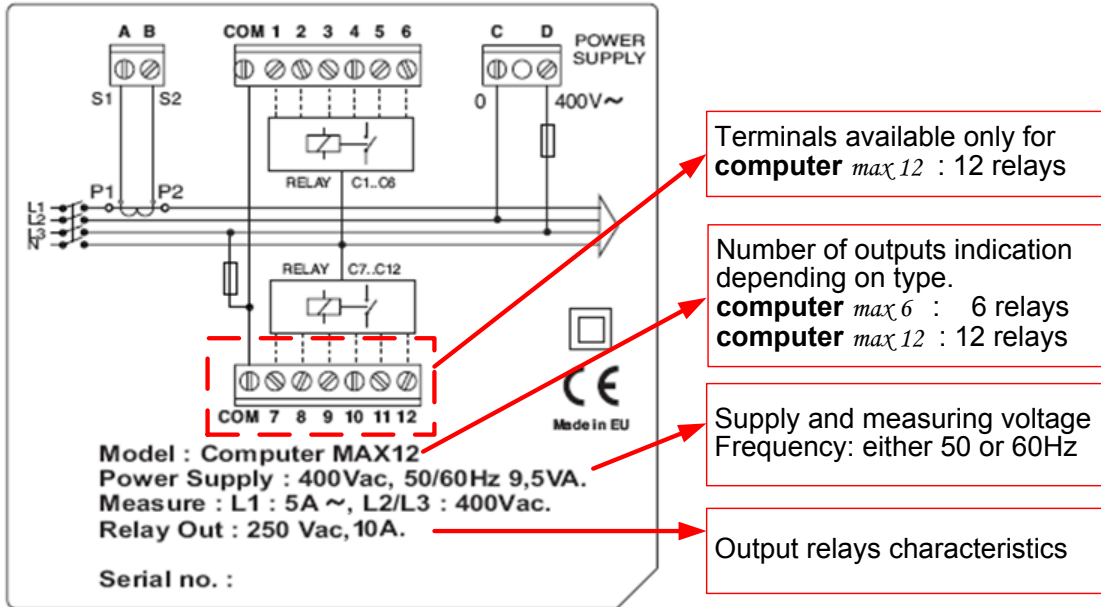 A B
COM 1 2 3 4 5 6
C D
POWER
SUPPLY
S1 S2
0 400V~
RELAY C1..C6
P1 P2
L1
L2
L3
N
RELAY C7..C12
COM 7 8 9 10 11 12
CE
Made in EU
Model : Computer MAX12
Power Supply : 400Vac, 50/60Hz 9,5VA.
Measure : L1 : 5A ~, L2/L3 : 400Vac.
Relay Out : 250 Vac, 10A.
Serial no. :
Terminals available only for
computer max 12 : 12 relays
Number of outputs indication
depending on type.
computer max 6 : 6 relays
computer max 12 : 12 relays
Supply and measuring voltage
Frequency: either 50 or 60Hz
Output relays characteristics